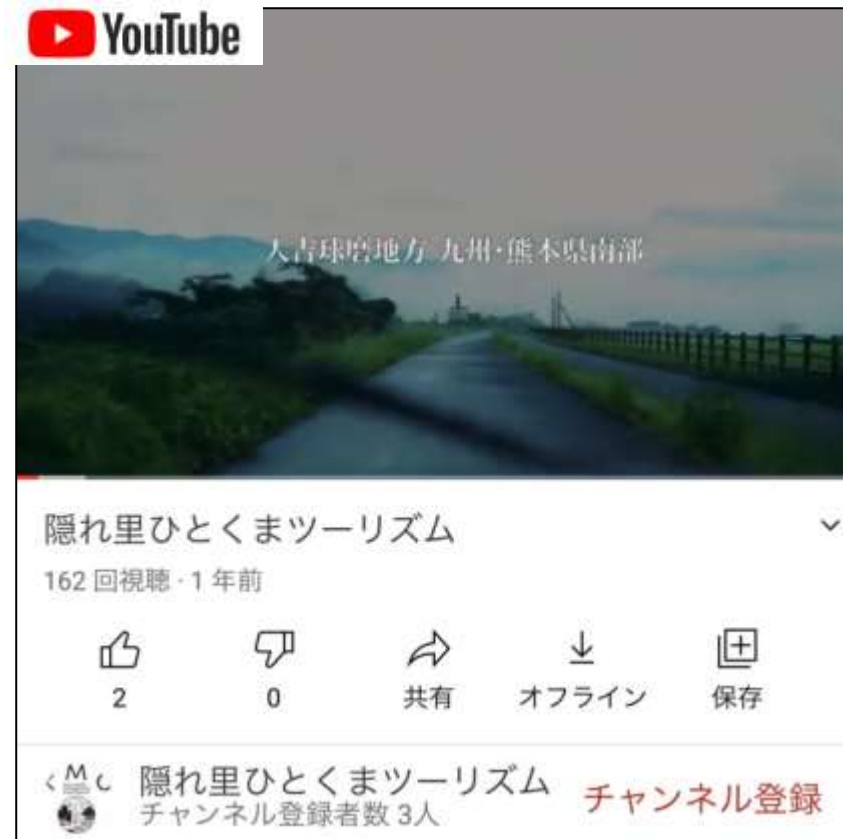 YouTube
人吉球磨地方 九州・熊本県南部
隠れ里ひとくまツーリズム
162 回視聴・1 年前
2
0
共有
オフライン
保存
隠れ里ひとくまツーリズム
チャンネル登録
チャンネル登録者数 3人